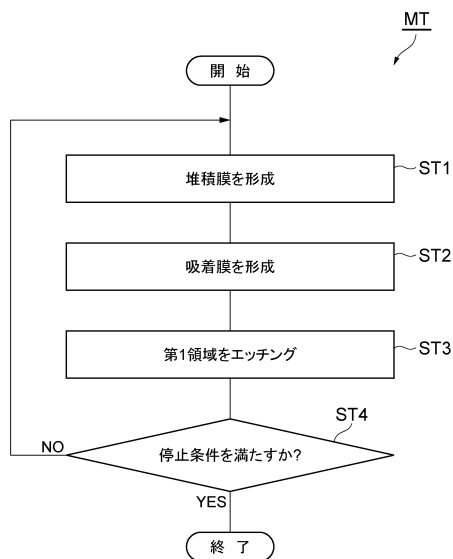 MT
開 始
堆積膜を形成
ST1
吸着膜を形成
ST2
第1領域をエッチング
ST3
ST4
停止条件を満たすか?
NO
YES
終 了